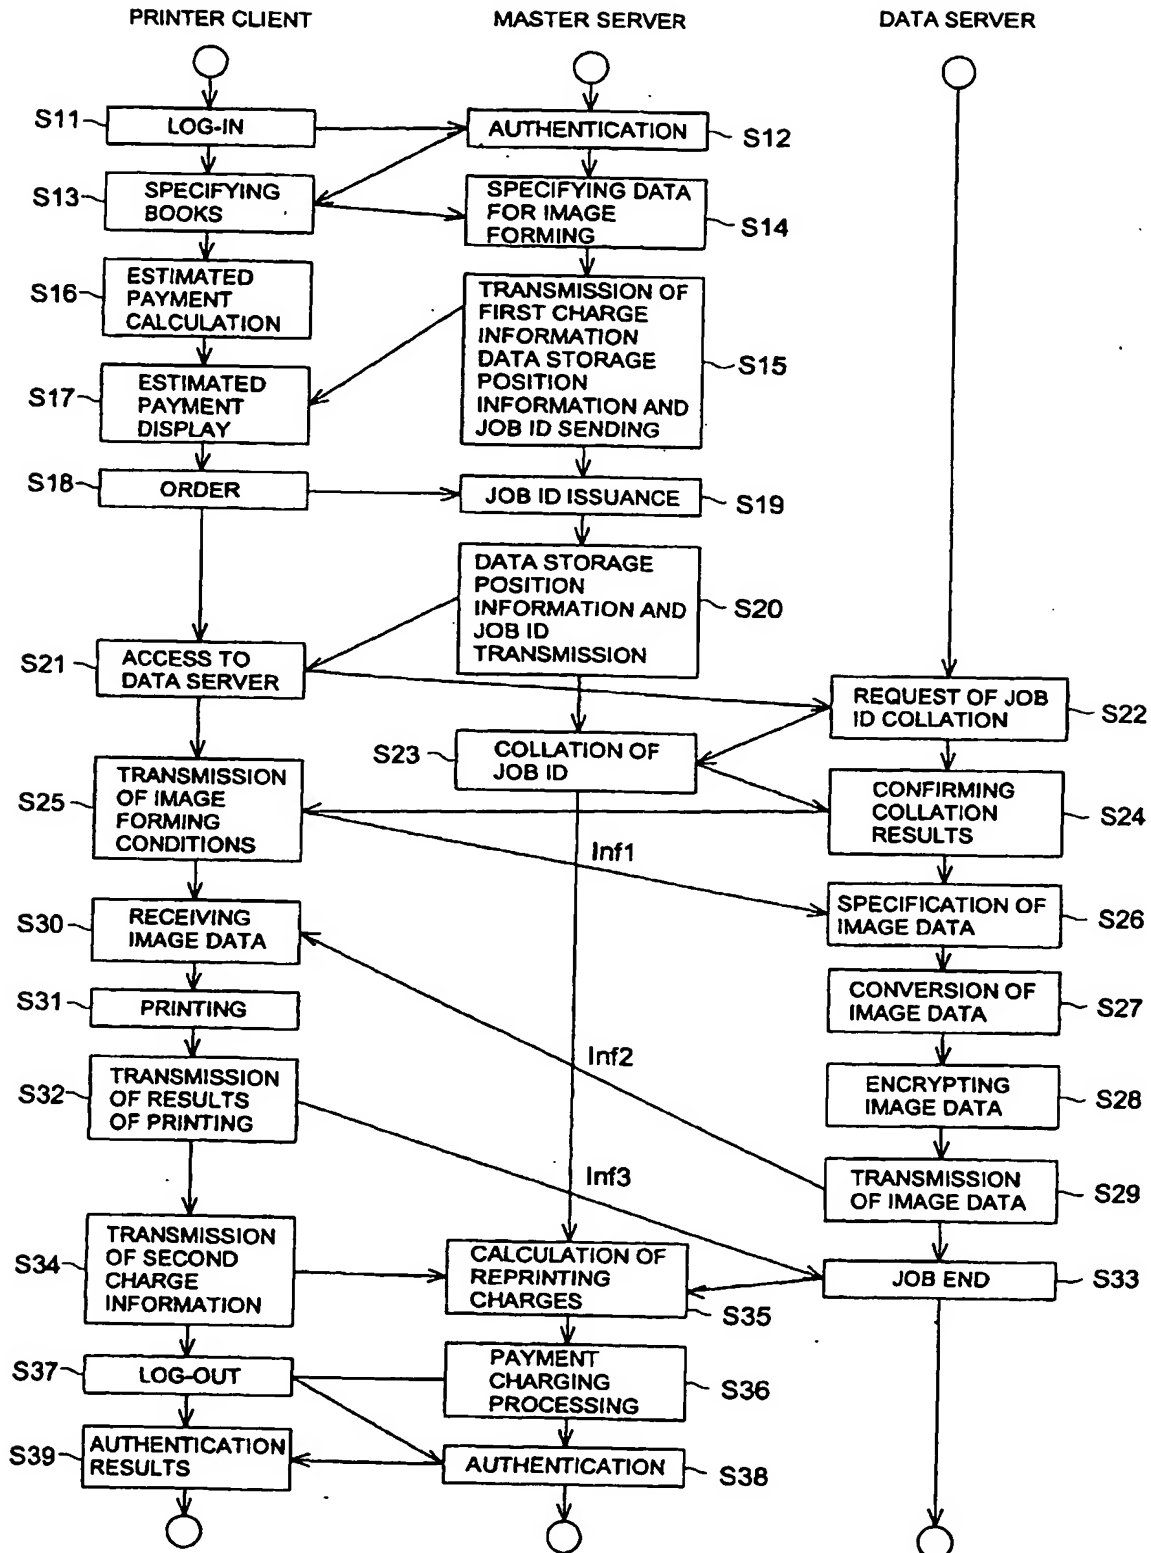 PRINTER CLIENT
MASTER SERVER
DATA SERVER
S11
LOG-IN
AUTHENTICATION
S12
S13
SPECIFYING
BOOKS
SPECIFYING DATA
FOR IMAGE
FORMING
S14
S16
ESTIMATED
PAYMENT
CALCULATION
TRANSMISSION OF
FIRST CHARGE
INFORMATION
DATA STORAGE
POSITION
INFORMATION AND
JOB ID SENDING
S15
S17
ESTIMATED
PAYMENT
DISPLAY
S18
ORDER
JOB ID ISSUANCE
S19
DATA STORAGE
POSITION
INFORMATION AND
JOB ID
TRANSMISSION
S20
S21
ACCESS TO
DATA SERVER
REQUEST OF JOB
ID COLLATION
S22
S23
COLLATION OF
JOB ID
S25
TRANSMISSION
OF IMAGE
FORMING
CONDITIONS
CONFIRMING
COLLATION
RESULTS
S24
Inf1
S30
RECEIVING
IMAGE DATA
SPECIFICATION OF
IMAGE DATA
S26
S31
PRINTING
CONVERSION OF
IMAGE DATA
S27
Inf2
S32
TRANSMISSION
OF RESULTS
OF PRINTING
ENCRYPTING
IMAGE DATA
S28
Inf3
TRANSMISSION
OF IMAGE DATA
S29
S34
TRANSMISSION
OF SECOND
CHARGE
INFORMATION
CALCULATION OF
REPRINTING
CHARGES
S35
JOB END
S33
S37
LOG-OUT
PAYMENT
CHARGING
PROCESSING
S36
S39
AUTHENTICATION
RESULTS
AUTHENTICATION
S38